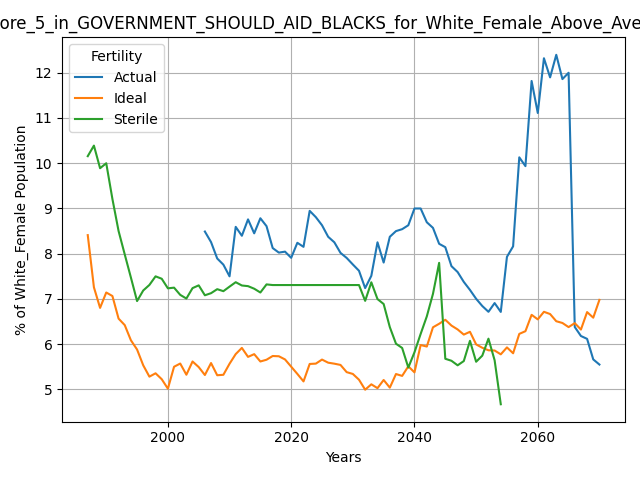 ore_5_in_GOVERNMENT_SHOULD_AID_BLACKS_for_White_Female_Above_Ave
Fertility
Actual
Ideal
Sterile
12
11
10
9
8
7
6
5
% of White_Female Population
2000
2020
2040
2060
Years